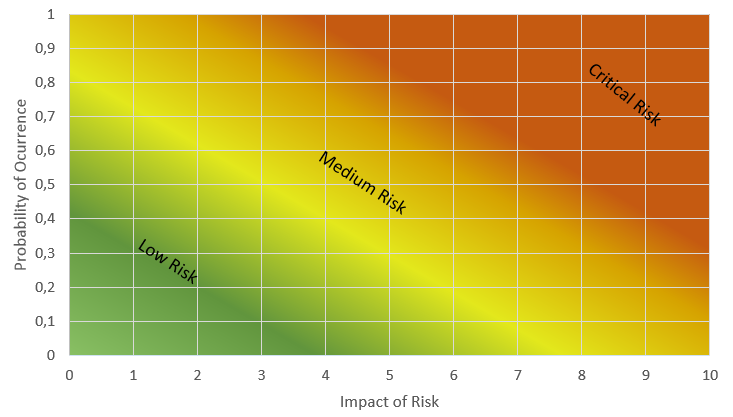 1
0,9
0,8
0,7
0,6
0,5
0,4
0,3
0,2
0,1
0
Probability of Ocurrence
Critical Risk
Medium Risk
Low Risk
0 1 2 3 4 5 6 7 8 9 10
Impact of Risk